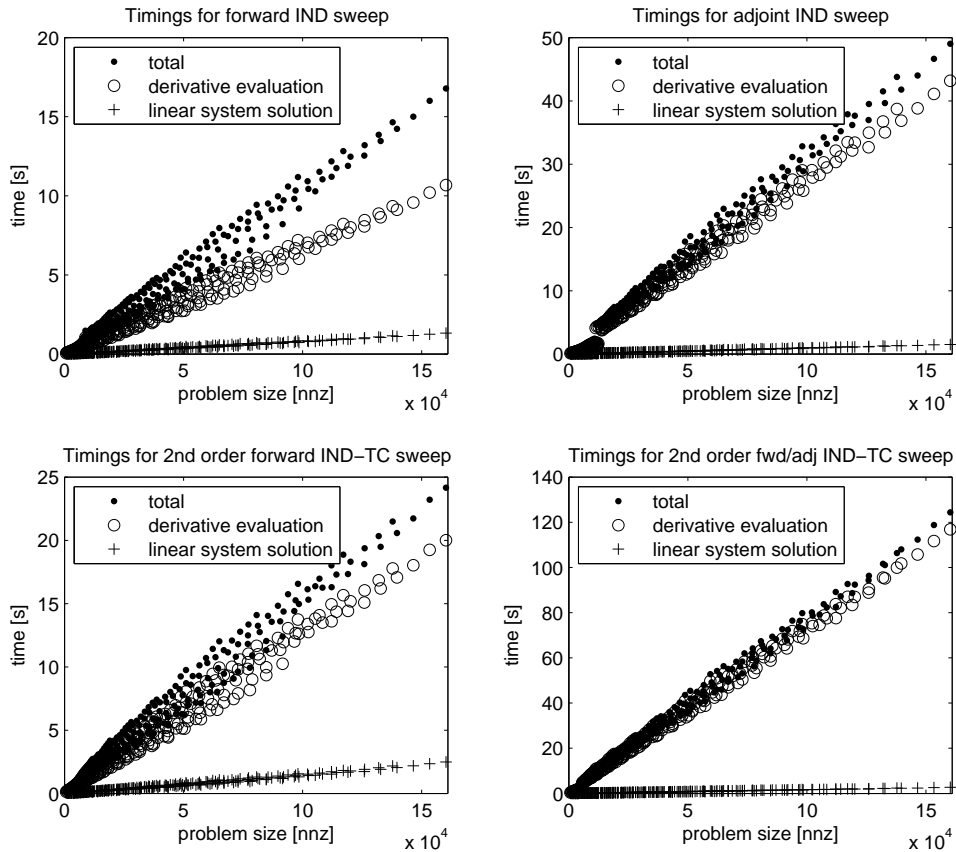 Timings for forward IND sweep
20
15
10
5
0
time [s]
total
derivative evaluation
linear system solution
0 5 10 15
problem size [nnz]
x 10^4
Timings for adjoint IND sweep
50
40
30
20
10
0
time [s]
total
derivative evaluation
linear system solution
0 5 10 15
problem size [nnz]
x 10^4
Timings for 2nd order forward IND−TC sweep
25
20
15
10
5
0
time [s]
total
derivative evaluation
linear system solution
0 5 10 15
problem size [nnz]
x 10^4
Timings for 2nd order fwd/adj IND−TC sweep
140
120
100
80
60
40
20
0
time [s]
total
derivative evaluation
linear system solution
0 5 10 15
problem size [nnz]
x 10^4